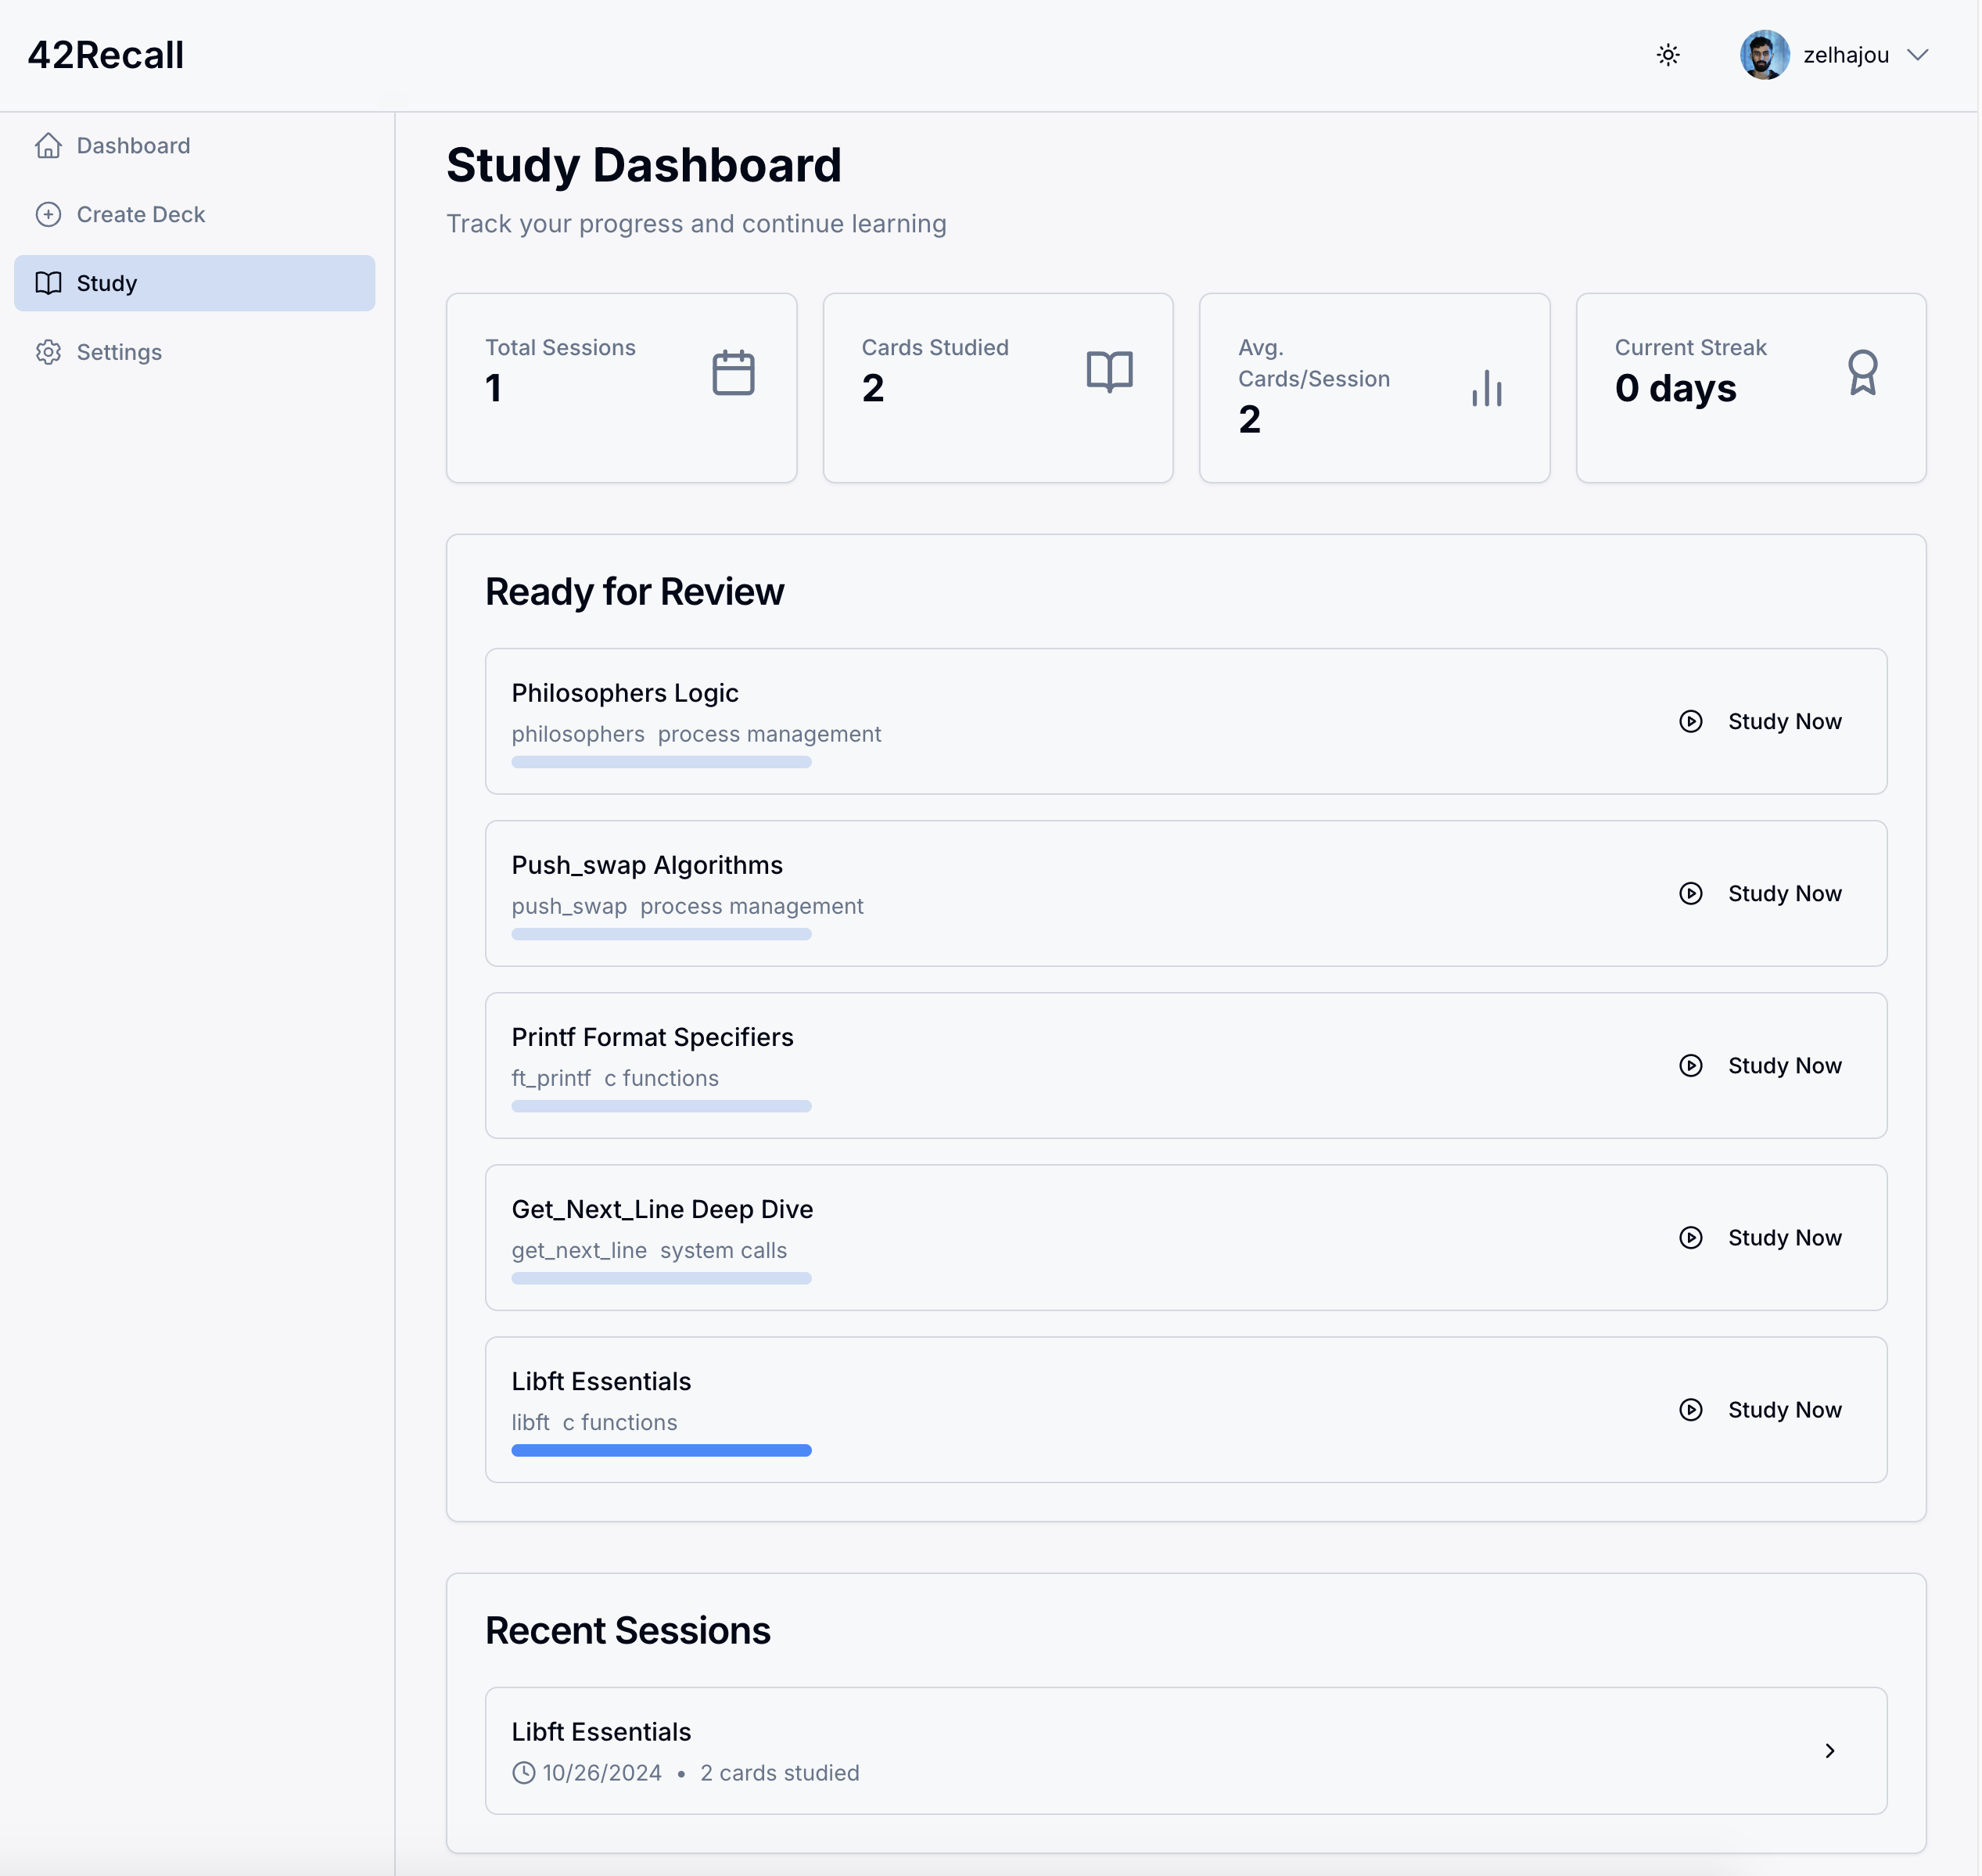 42Recall
zelhajou
Dashboard
Create Deck
Study
Settings
Study Dashboard
Track your progress and continue learning
Total Sessions
1
Cards Studied
2
Avg.
Cards/Session
2
Current Streak
0 days
Ready for Review
Philosophers Logic
philosophers process management
Study Now
Push_swap Algorithms
push_swap process management
Study Now
Printf Format Specifiers
ft_printf c functions
Study Now
Get_Next_Line Deep Dive
get_next_line system calls
Study Now
Libft Essentials
libft c functions
Study Now
Recent Sessions
Libft Essentials
10/26/2024 • 2 cards studied